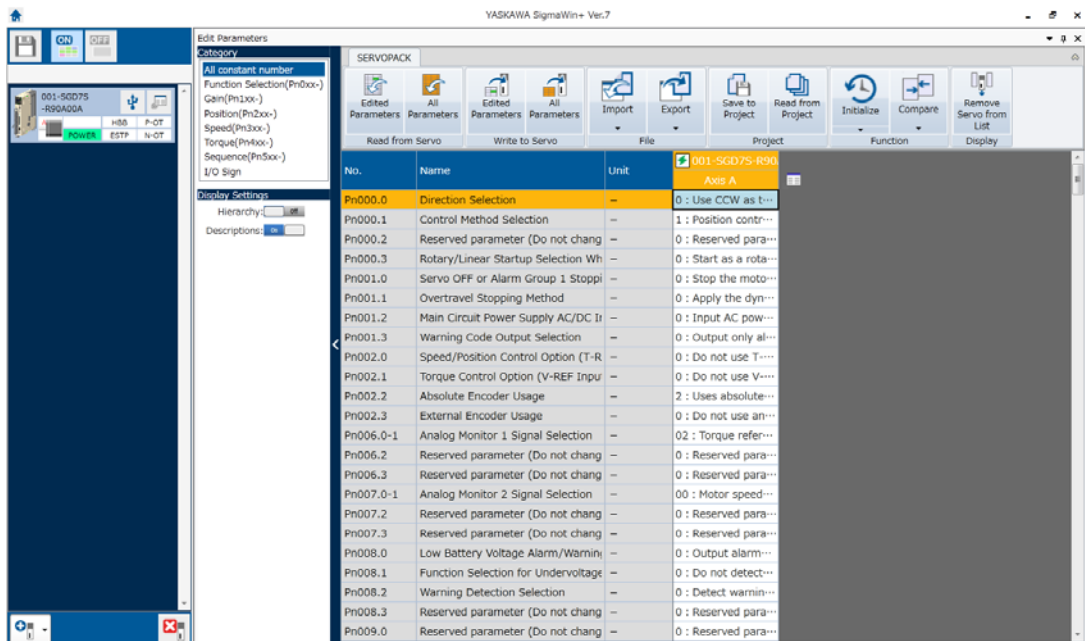 YASKAWA SigmaWin+ Ver.7
ON OFF
001-SGD7S
-R90A00A
HBB P-OT
POWER ESTP N-OT
Edit Parameters
Category
All constant number
Function Selection(Pn0xx-)
Gain(Pn1xx-)
Position(Pn2xx-)
Speed(Pn3xx-)
Torque(Pn4xx-)
Sequence(Pn5xx-)
I/O Sign
Display Settings
Hierarchy: Off
Descriptions: On
SERVOPACK
Edited Parameters
All Parameters
Read from Servo
Edited Parameters
All Parameters
Write to Servo
Import
Export
File
Save to Project
Read from Project
Project
Initialize
Compare
Function
Remove Servo from List
Display
No. Name Unit 001-SGD7S-R90
Axis A
Pn000.0 Direction Selection – 0 : Use CCW as t···
Pn000.1 Control Method Selection – 1 : Position contr···
Pn000.2 Reserved parameter (Do not chang – 0 : Reserved para···
Pn000.3 Rotary/Linear Startup Selection Wh – 0 : Start as a rota···
Pn001.0 Servo OFF or Alarm Group 1 Stoppi – 0 : Stop the moto···
Pn001.1 Overtravel Stopping Method – 0 : Apply the dyn···
Pn001.2 Main Circuit Power Supply AC/DC Ir – 0 : Input AC pow···
Pn001.3 Warning Code Output Selection – 0 : Output only al···
Pn002.0 Speed/Position Control Option (T-R – 0 : Do not use T-···
Pn002.1 Torque Control Option (V-REF Input – 0 : Do not use V-···
Pn002.2 Absolute Encoder Usage – 2 : Uses absolute···
Pn002.3 External Encoder Usage – 0 : Do not use an···
Pn006.0-1 Analog Monitor 1 Signal Selection – 02 : Torque refer···
Pn006.2 Reserved parameter (Do not chang – 0 : Reserved para···
Pn006.3 Reserved parameter (Do not chang – 0 : Reserved para···
Pn007.0-1 Analog Monitor 2 Signal Selection – 00 : Motor speed···
Pn007.2 Reserved parameter (Do not chang – 0 : Reserved para···
Pn007.3 Reserved parameter (Do not chang – 0 : Reserved para···
Pn008.0 Low Battery Voltage Alarm/Warning – 0 : Output alarm···
Pn008.1 Function Selection for Undervoltage – 0 : Do not detect···
Pn008.2 Warning Detection Selection – 0 : Detect warnin···
Pn008.3 Reserved parameter (Do not chang – 0 : Reserved para···
Pn009.0 Reserved parameter (Do not chang – 0 : Reserved para···